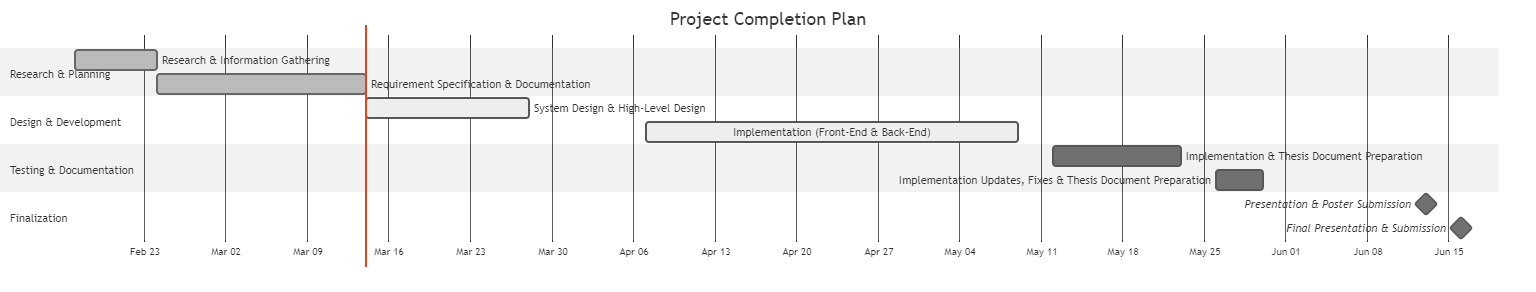 Project Completion Plan
Research & Information Gathering
Research & Planning
Requirement Specification & Documentation
System Design & High-Level Design
Design & Development
Implementation (Front-End & Back-End)
Implementation & Thesis Document Preparation
Testing & Documentation
Implementation Updates, Fixes & Thesis Document Preparation
Presentation & Poster Submission
Finalization
Final Presentation & Submission
Feb 23 Mar 02 Mar 09 Mar 16 Mar 23 Mar 30 Apr 06 Apr 13 Apr 20 Apr 27 May 04 May 11 May 18 May 25 Jun 01 Jun 08 Jun 15